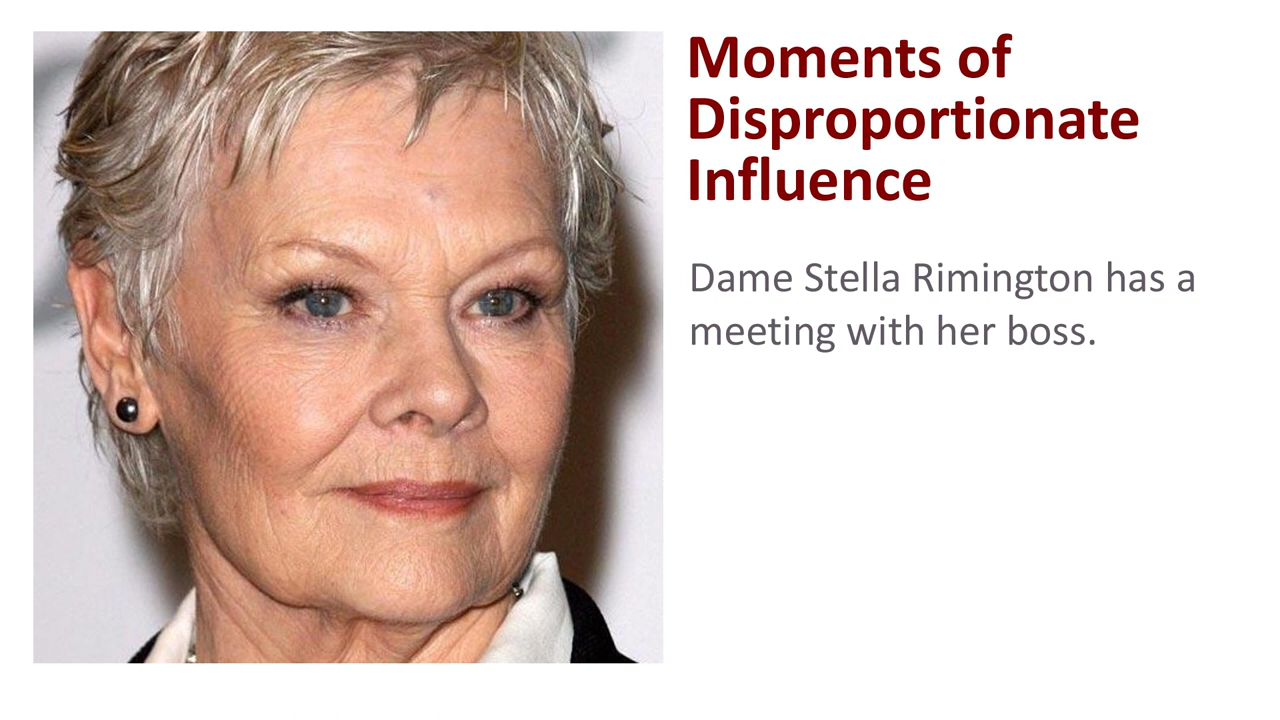 Moments of
Disproportionate
Influence
Dame Stella Rimington has a
meeting with her boss.